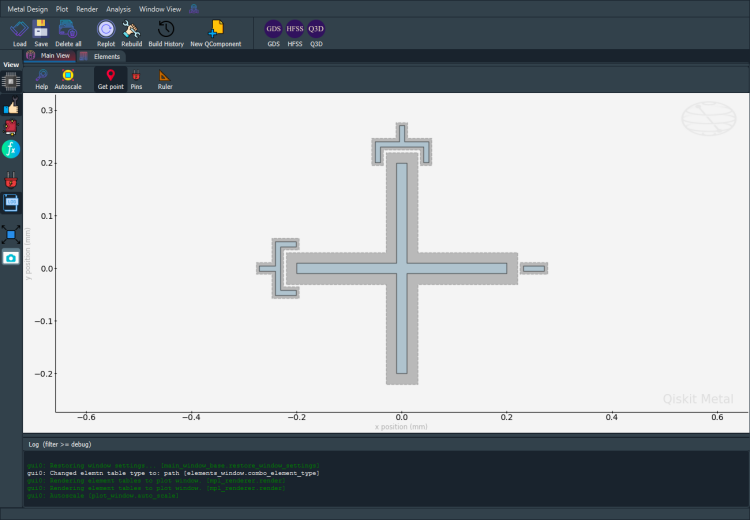 Metal Design Plot Render Analysis Window View
GDS HFSS Q3D
Load Save Delete all Replot Rebuild Build History New QComponent GDS HFSS Q3D
View Main View Elements
Help Autoscale Get point Pins Ruler
0.3
0.2
0.1
0.0
−0.1
−0.2
y position (mm)
−0.6 −0.4 −0.2 0.0 0.2 0.4 0.6
x position (mm)
Qiskit Metal
Log (filter >= debug)
gui0: Restoring window settings... [main_window_base.restore_window_settings]
gui0: Changed elemtn table type to: path [elements_window.combo_element_type]
gui0: Rendering element tables to plot window. [mpl_renderer.render]
gui0: Rendering element tables to plot window. [mpl_renderer.render]
gui0: Autoscale [plot_window.auto_scale]